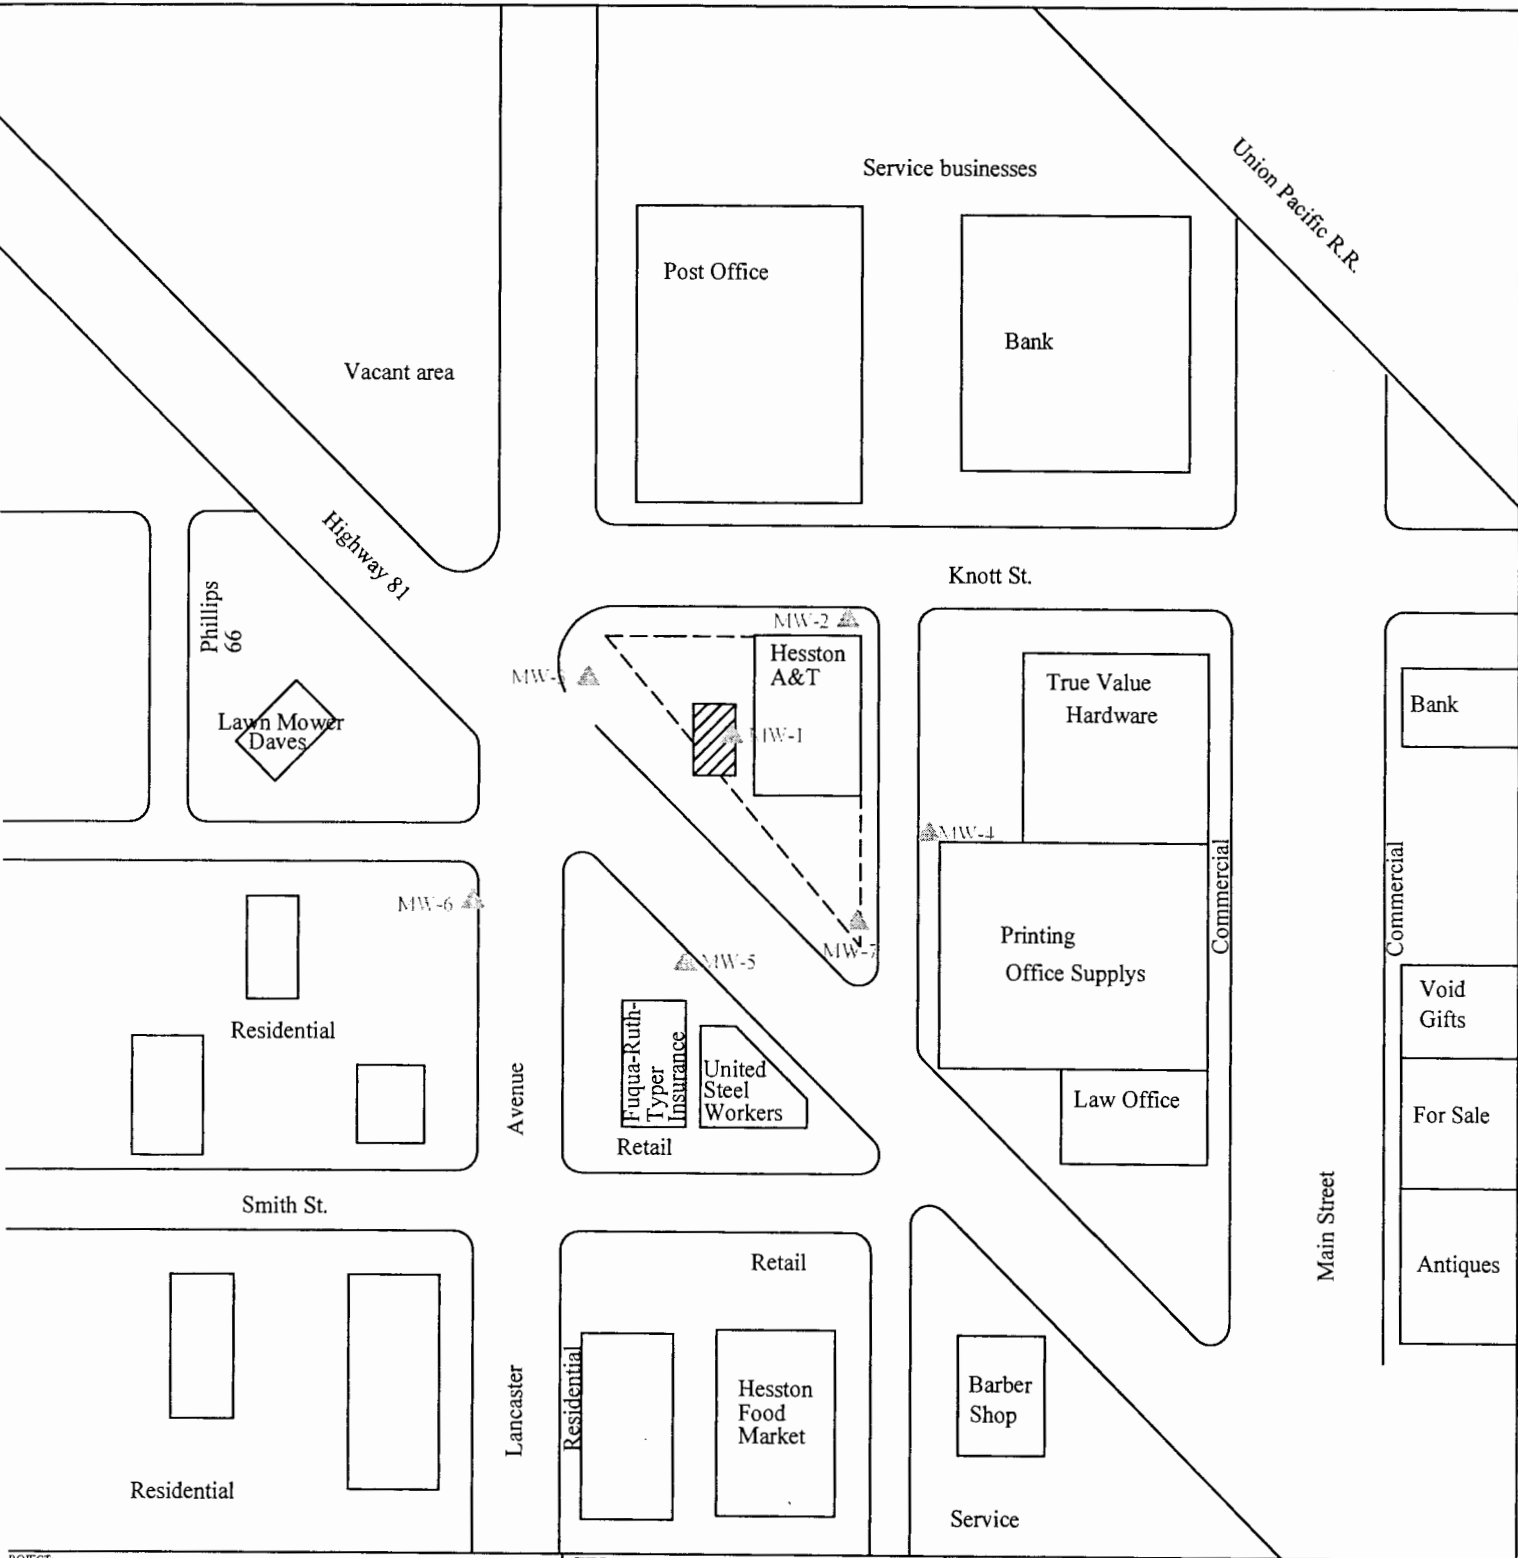 Union Pacific R.R.
Service businesses
Post Office
Bank
Vacant area
Highway 81
Knott St.
Phillips
66
MW-2
Hesston
A&T
MW-1
True Value
Hardware
Bank
Lawn Mower
Daves
MW-4
Commercial
Commercial
MW-6
MW-5
MW-7
Printing
Office Supplys
Void
Gifts
Residential
Fuqua-Ruth-
Typer
Insurance
United
Steel
Workers
Retail
Avenue
Law Office
For Sale
Smith St.
Main Street
Retail
Antiques
Lancaster
Residential
Hesston
Food
Market
Barber
Shop
Residential
Service